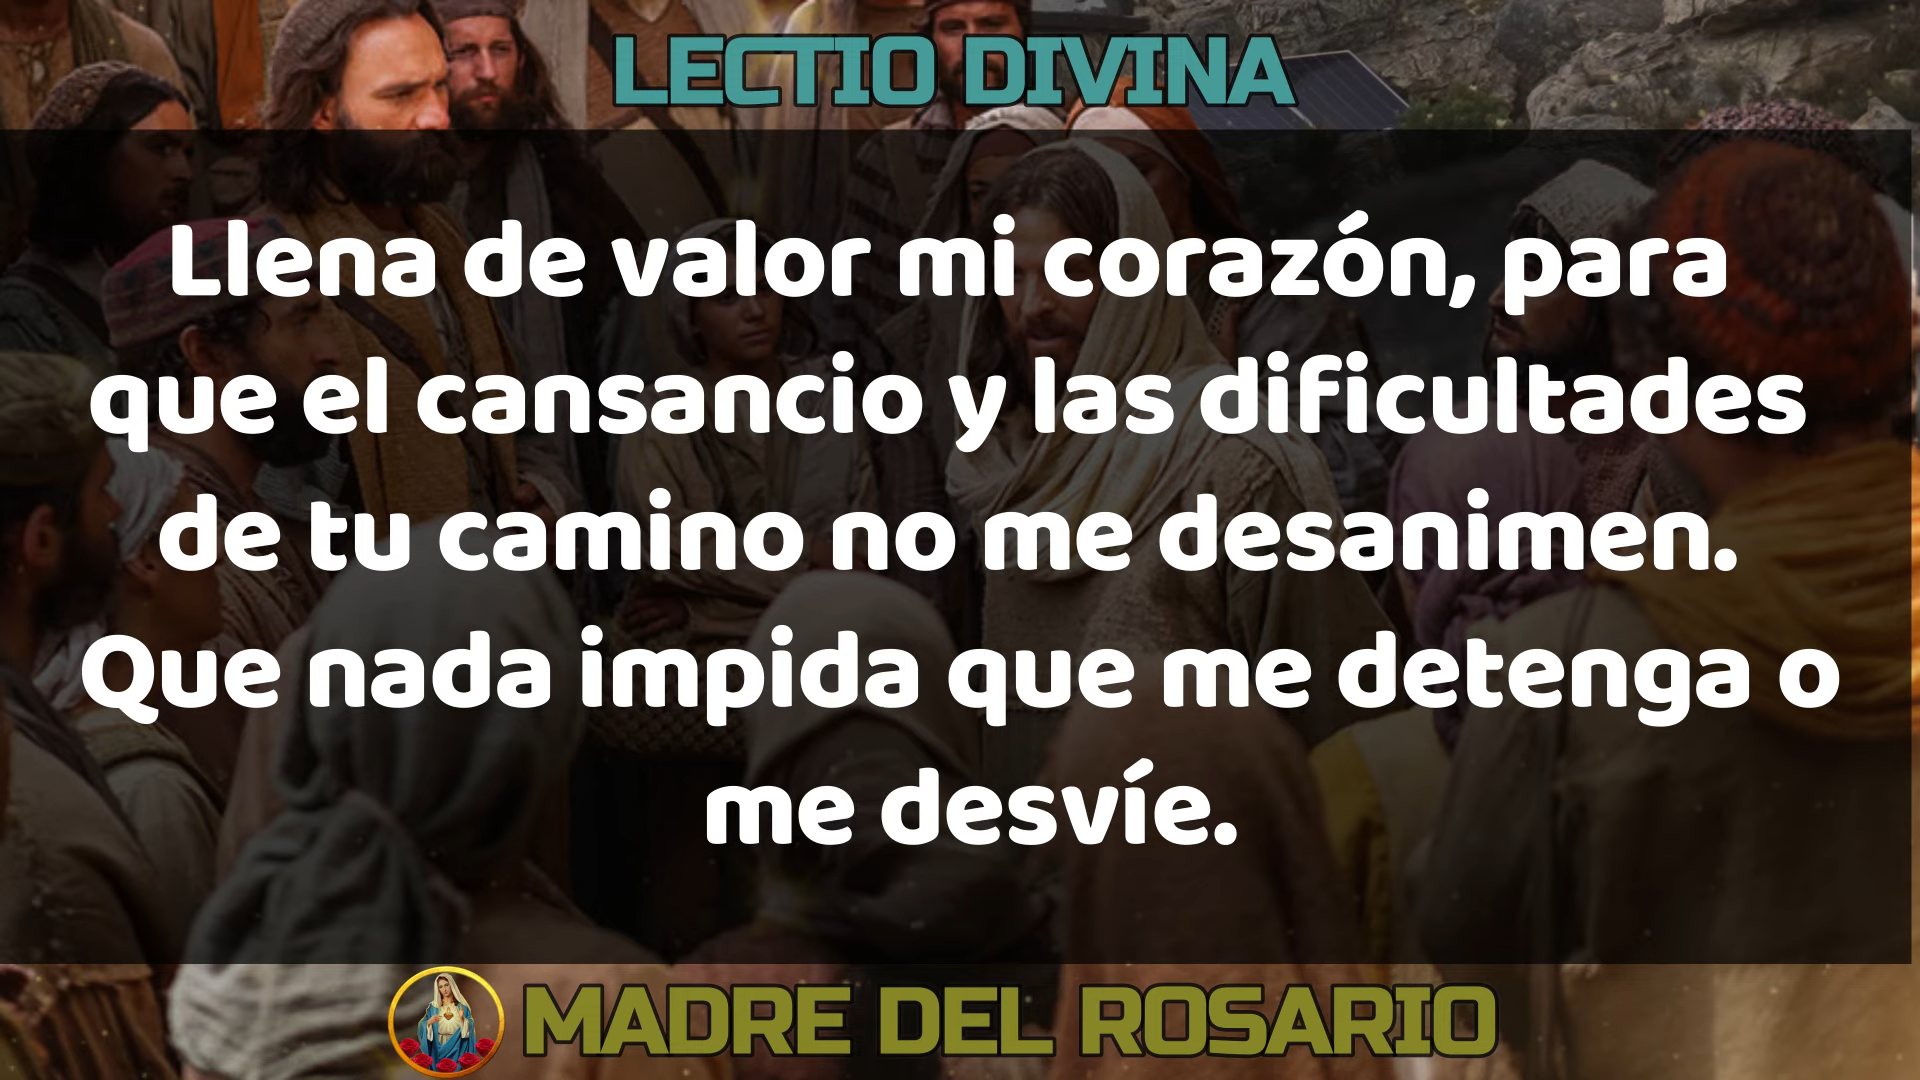 LECTIO DIVINA
Llena de valor mi corazón, para
que el cansancio y las dificultades
de tu camino no me desanimen.
Que nada impida que me detenga o
me desvíe.
MADRE DEL ROSARIO